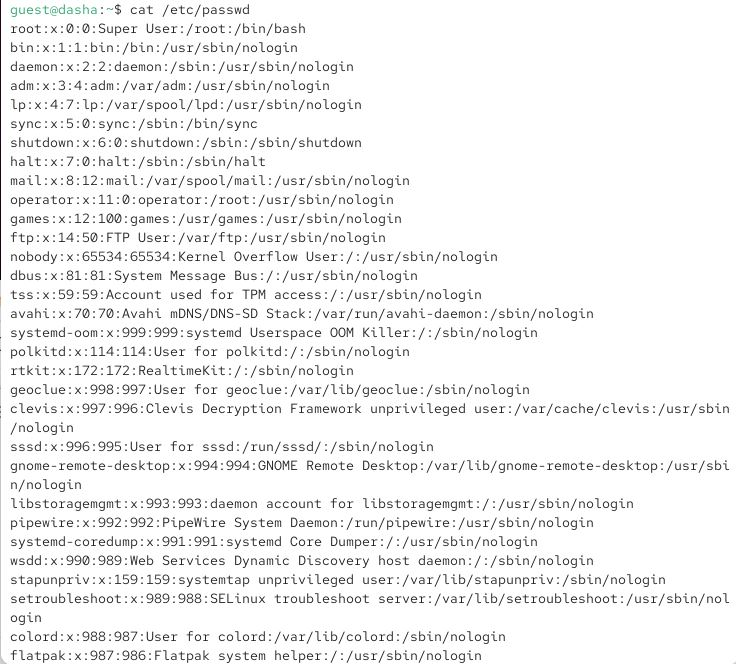 guest@dasha:~$ cat /etc/passwd
root:x:0:0:Super User:/root:/bin/bash
bin:x:1:1:bin:/bin:/usr/sbin/nologin
daemon:x:2:2:daemon:/sbin:/usr/sbin/nologin
adm:x:3:4:adm:/var/adm:/usr/sbin/nologin
lp:x:4:7:lp:/var/spool/lpd:/usr/sbin/nologin
sync:x:5:0:sync:/sbin:/bin/sync
shutdown:x:6:0:shutdown:/sbin:/sbin/shutdown
halt:x:7:0:halt:/sbin:/sbin/halt
mail:x:8:12:mail:/var/spool/mail:/usr/sbin/nologin
operator:x:11:0:operator:/root:/usr/sbin/nologin
games:x:12:100:games:/usr/games:/usr/sbin/nologin
ftp:x:14:50:FTP User:/var/ftp:/usr/sbin/nologin
nobody:x:65534:65534:Kernel Overflow User:/:/usr/sbin/nologin
dbus:x:81:81:System Message Bus:/:/usr/sbin/nologin
tss:x:59:59:Account used for TPM access:/:/usr/sbin/nologin
avahi:x:70:70:Avahi mDNS/DNS-SD Stack:/var/run/avahi-daemon:/sbin/nologin
systemd-oom:x:999:999:systemd Userspace OOM Killer:/:/usr/sbin/nologin
polkitd:x:114:114:User for polkitd:/:/sbin/nologin
rtkit:x:172:172:RealtimeKit:/:/sbin/nologin
geoclue:x:998:997:User for geoclue:/var/lib/geoclue:/sbin/nologin
clevis:x:997:996:Clevis Decryption Framework unprivileged user:/var/cache/clevis:/usr/sbin
/nologin
sssd:x:996:995:User for sssd:/run/sssd/:/sbin/nologin
gnome-remote-desktop:x:994:994:GNOME Remote Desktop:/var/lib/gnome-remote-desktop:/usr/sbi
n/nologin
libstoragemgmt:x:993:993:daemon account for libstoragemgmt:/:/usr/sbin/nologin
pipewire:x:992:992:PipeWire System Daemon:/run/pipewire:/usr/sbin/nologin
systemd-coredump:x:991:991:systemd Core Dumper:/:/usr/sbin/nologin
wsdd:x:990:989:Web Services Dynamic Discovery host daemon:/:/sbin/nologin
stapunpriv:x:159:159:systemtap unprivileged user:/var/lib/stapunpriv:/sbin/nologin
setroubleshoot:x:989:988:SELinux troubleshoot server:/var/lib/setroubleshoot:/usr/sbin/nol
ogin
colord:x:988:987:User for colord:/var/lib/colord:/sbin/nologin
flatpak:x:987:986:Flatpak system helper:/:/usr/sbin/nologin